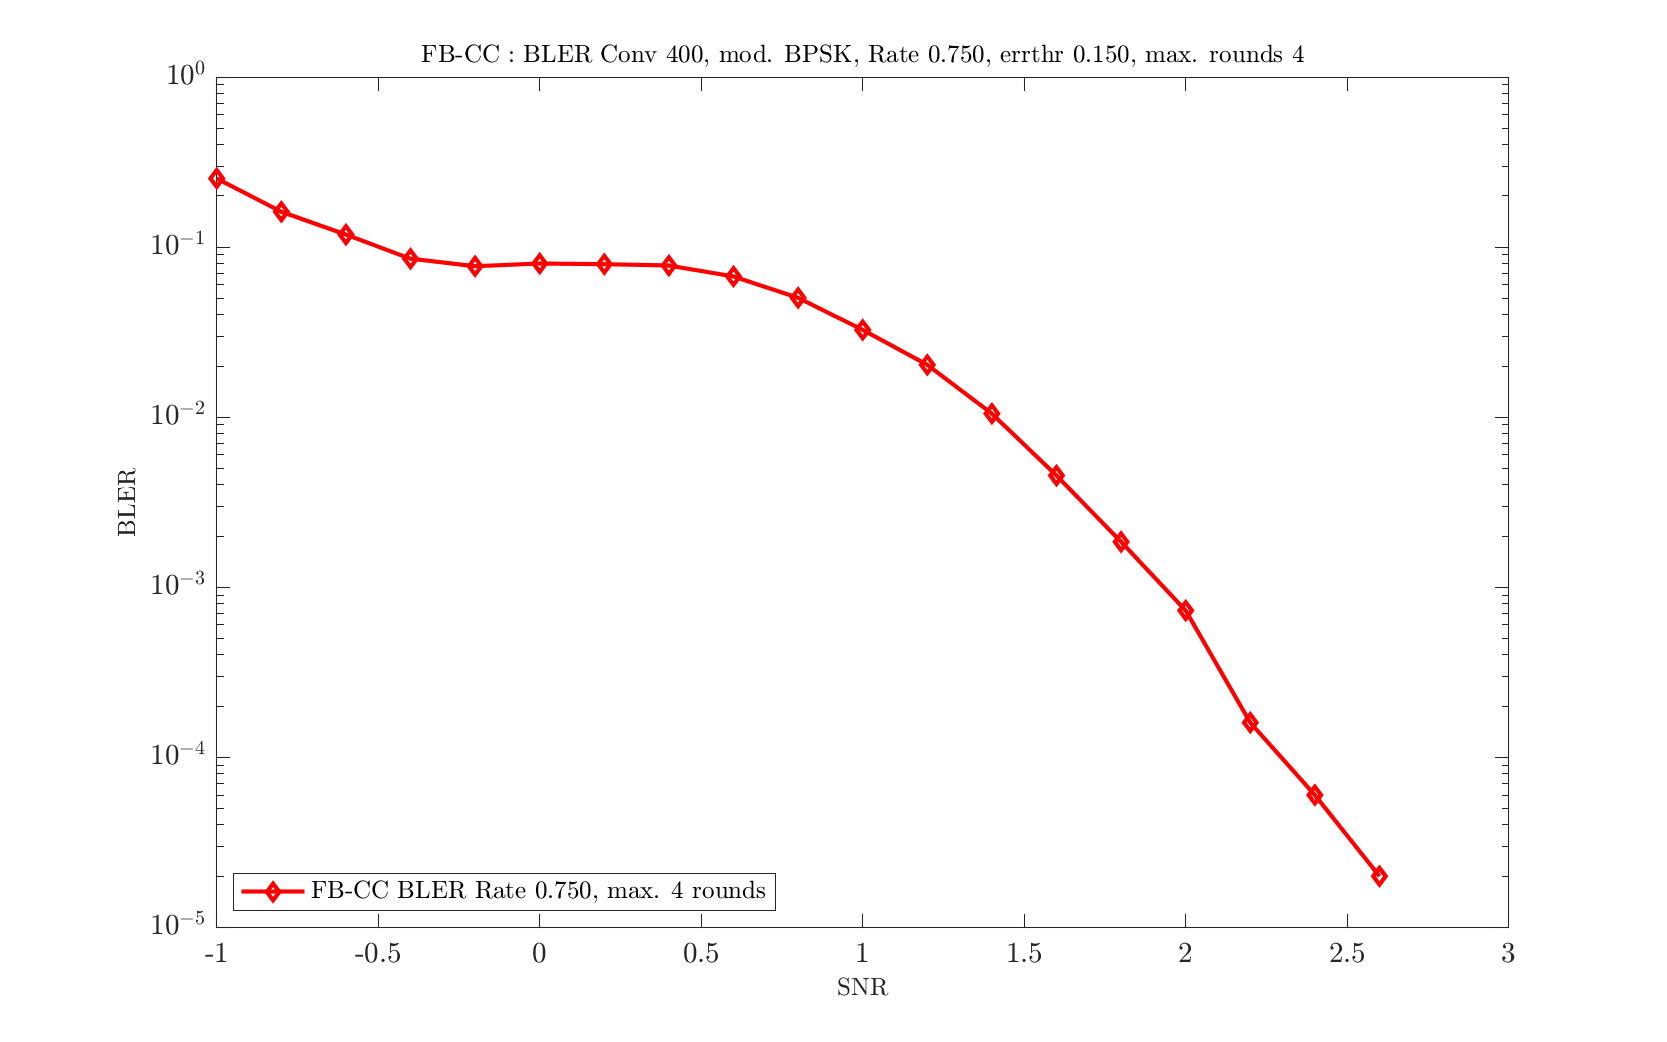 FB-CC : BLER Conv 400, mod. BPSK, Rate 0.750, errthr 0.150, max. rounds 4
10⁰
10⁻¹
10⁻²
10⁻³
10⁻⁴
10⁻⁵
BLER
FB-CC BLER Rate 0.750, max. 4 rounds
-1 -0.5 0 0.5 1 1.5 2 2.5 3
SNR